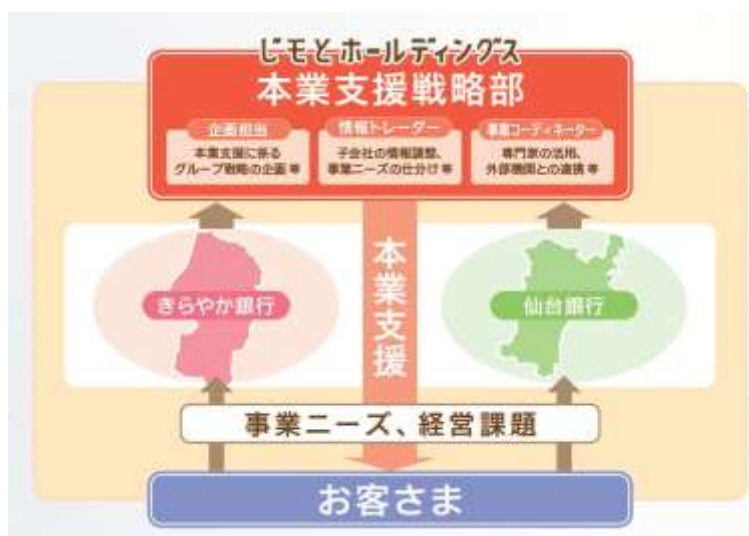 じモとホールディングス
本業支援戦略部
企画担当
本業支援に係る
グループ戦略の企画 等
情報トレーダー
子会社の情報調整、
事業ニーズの仕分け 等
事業コーディネーター
専門家の活用、
外部機関との連携 等
本業支援
きらやか銀行
仙台銀行
事業ニーズ、経営課題
お客さま